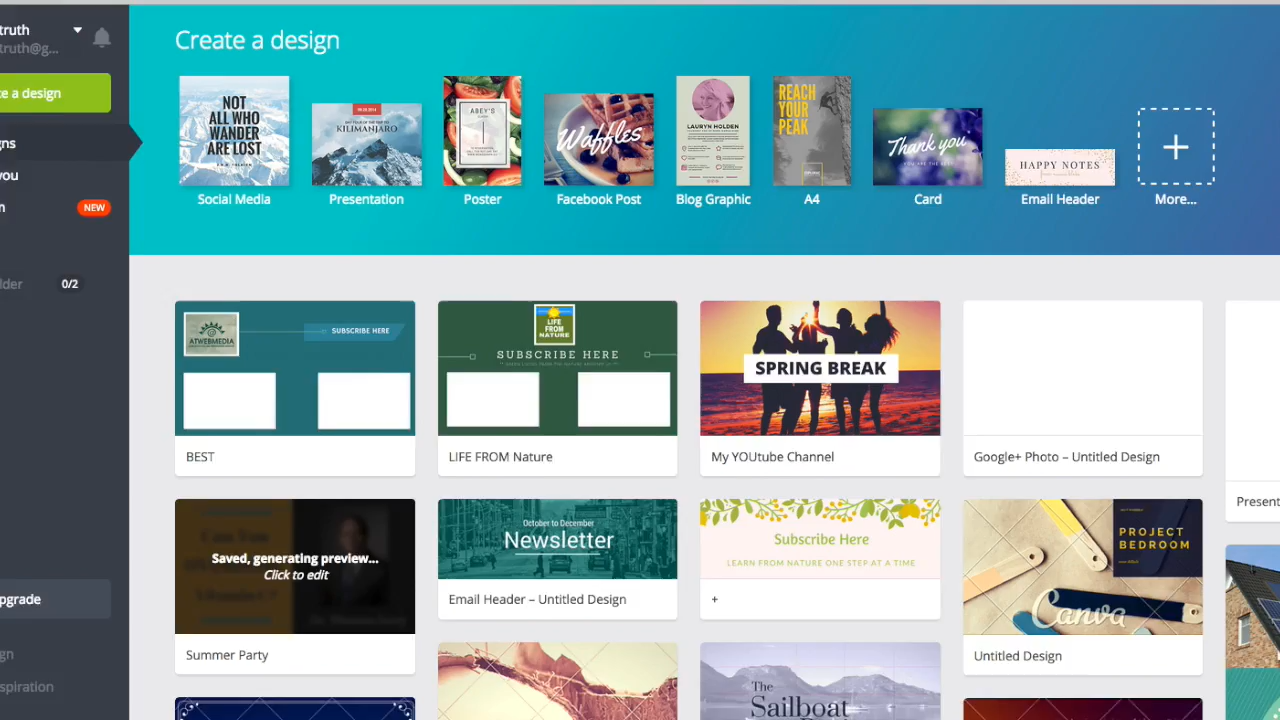 truth
truth@g...
te a design
gns
you
n
NEW
lder
0/2
pgrade
gn
spiration
Create a design
NOT
ALL WHO
WANDER
ARE LOST
KILIMANJARO
ABEY'S
Waffles
LAURYN HOLDEN
REACH
YOUR
PEAK
Thank you
YOU ARE THE BEST
HAPPY NOTES
Social Media
Presentation
Poster
Facebook Post
Blog Graphic
A4
Card
Email Header
More...
ATWEBMEDIA
SUBSCRIBE HERE
BEST
LIFE
FROM
NATURE
SUBSCRIBE HERE
LIFE FROM Nature
SPRING BREAK
My YOutube Channel
Google+ Photo – Untitled Design
Present
Saved, generating preview...
Click to edit
Summer Party
October to December
Newsletter
Email Header – Untitled Design
Subscribe Here
LEARN FROM NATURE ONE STEP AT A TIME
+
PROJECT
BEDROOM
Canva
Untitled Design
The
Sailboat